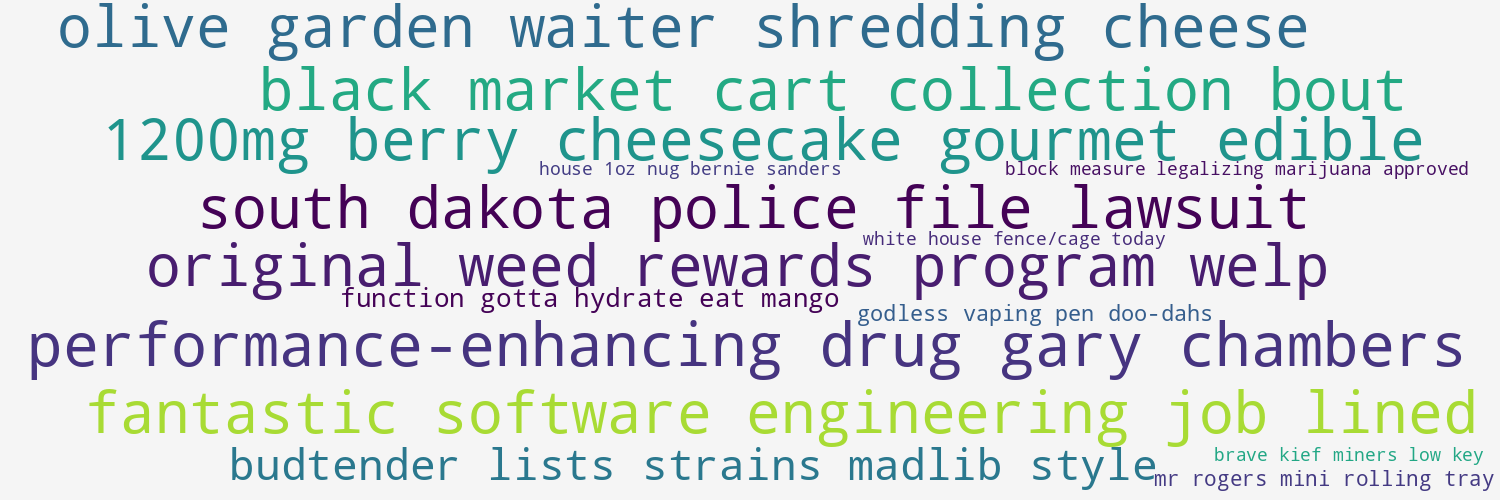 olive garden waiter shredding cheese
black market cart collection bout
1200mg berry cheesecake gourmet edible
house 1oz nug bernie sanders
block measure legalizing marijuana approved
south dakota police file lawsuit
white house fence/cage today
original weed rewards program welp
function gotta hydrate eat mango
godless vaping pen doo-dahs
performance-enhancing drug gary chambers
fantastic software engineering job lined
budtender lists strains madlib style
brave kief miners low key
mr rogers mini rolling tray